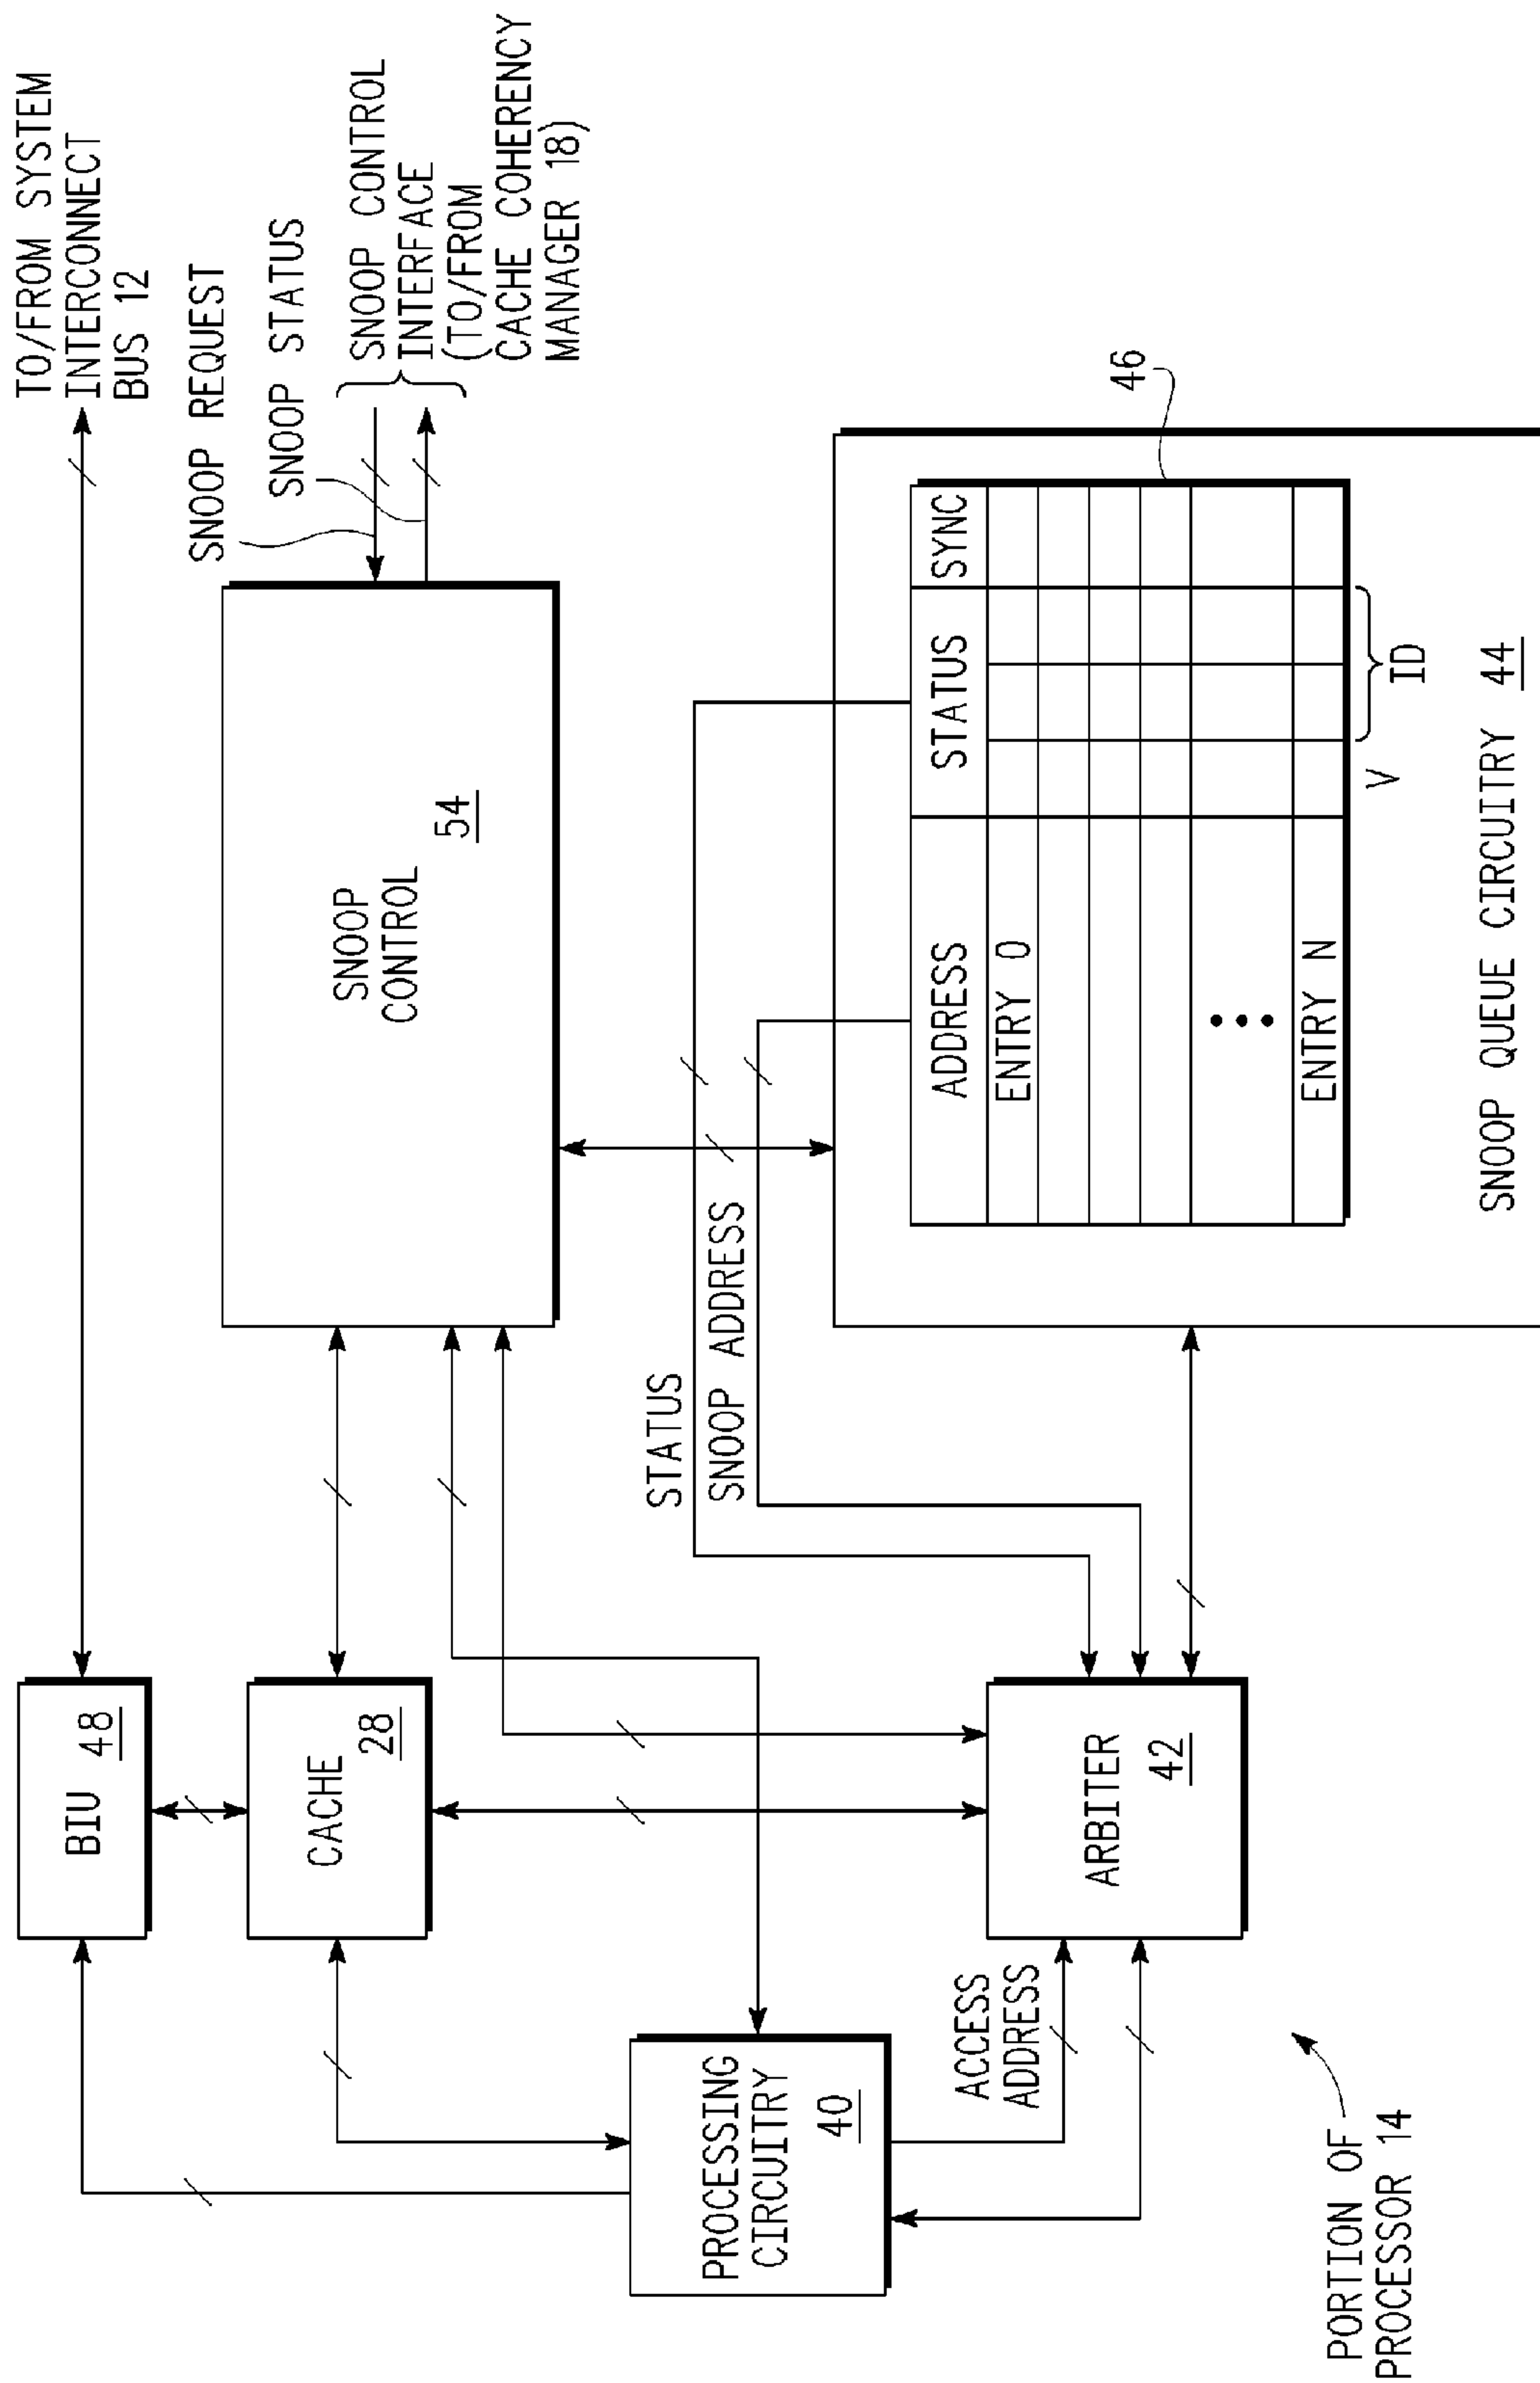 TO/FROM SYSTEM
INTERCONNECT
BUS 12
SNOOP REQUEST
SNOOP STATUS
SNOOP CONTROL
INTERFACE
(TO/FROM
CACHE COHERENCY
MANAGER 18)
BIU 48
CACHE
28
SNOOP
CONTROL
54
PROCESSING
CIRCUITRY
40
ACCESS
ADDRESS
ARBITER
42
STATUS
SNOOP ADDRESS
46
ADDRESS STATUS SYNC
ENTRY 0
ENTRY N
V
ID
SNOOP QUEUE CIRCUITRY 44
PORTION OF
PROCESSOR 14